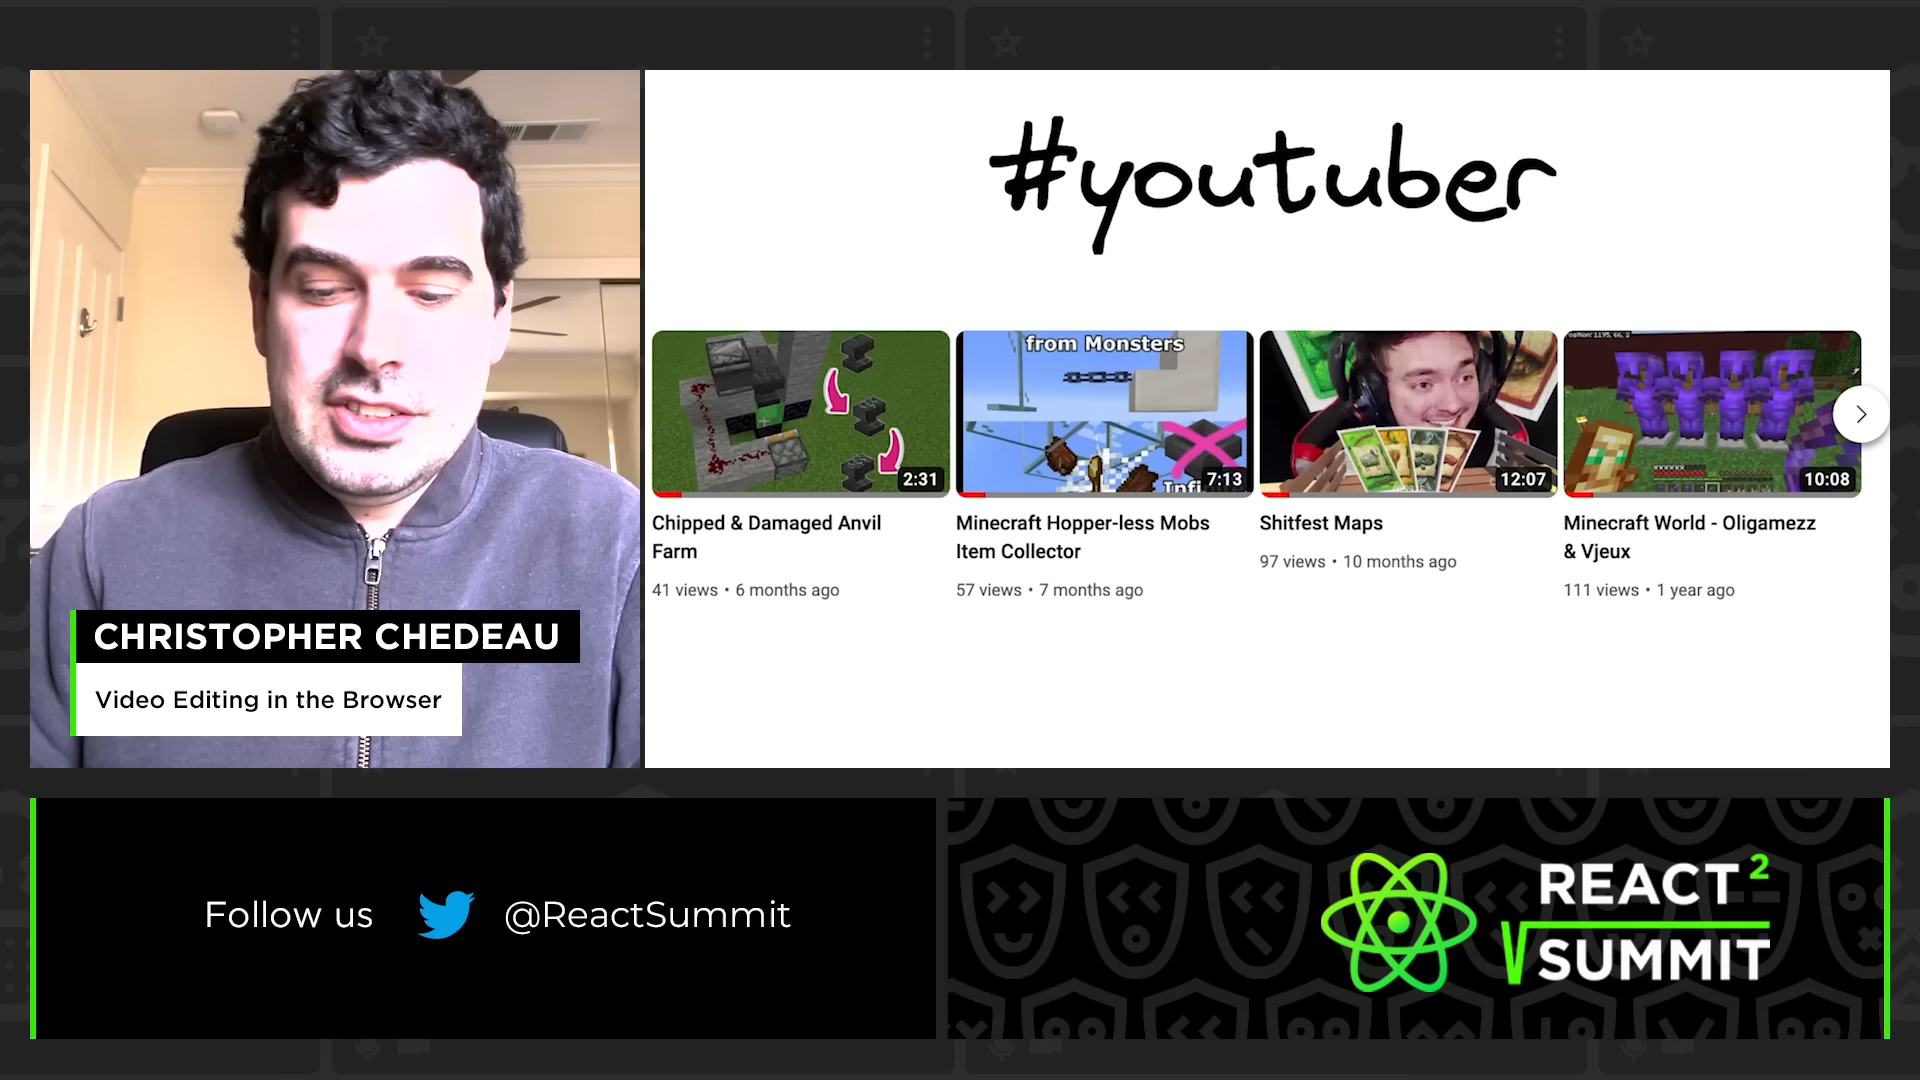 #youtuber
from Monsters
Infi
2:31
7:13
12:07
10:08
Chipped & Damaged Anvil
Farm
41 views • 6 months ago
Minecraft Hopper-less Mobs
Item Collector
57 views • 7 months ago
Shitfest Maps
97 views • 10 months ago
Minecraft World - Oligamezz
& Vjeux
111 views • 1 year ago
CHRISTOPHER CHEDEAU
Video Editing in the Browser
Follow us @ReactSummit
REACT 2
SUMMIT